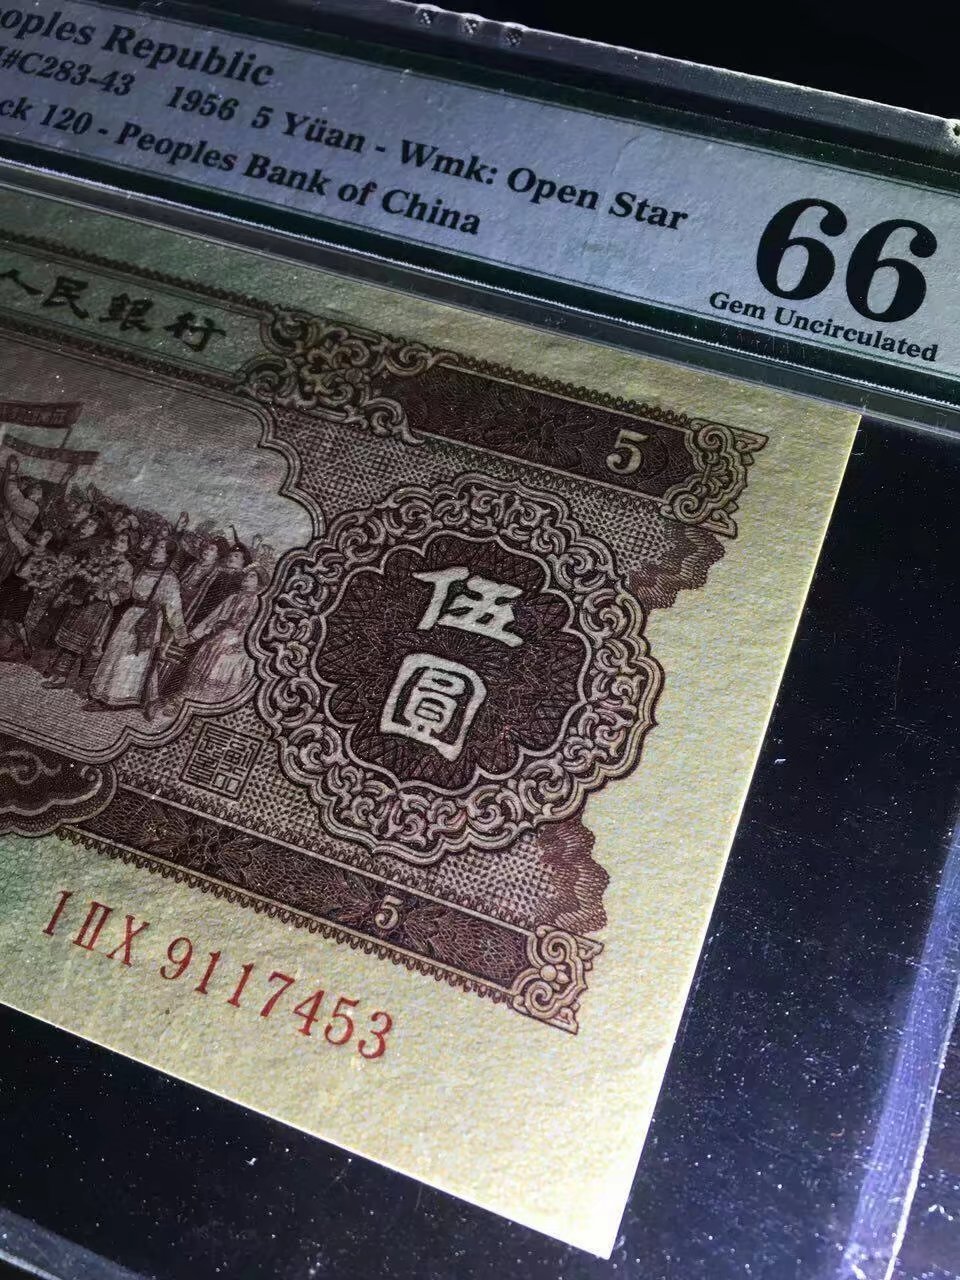 oples Republic
#C283-43 1956 5 Yüan - Wmk: Open Star
ck 120 - Peoples Bank of China
66
Gem Uncirculated
人民銀行
5
伍
圓
5
I II X 9117453